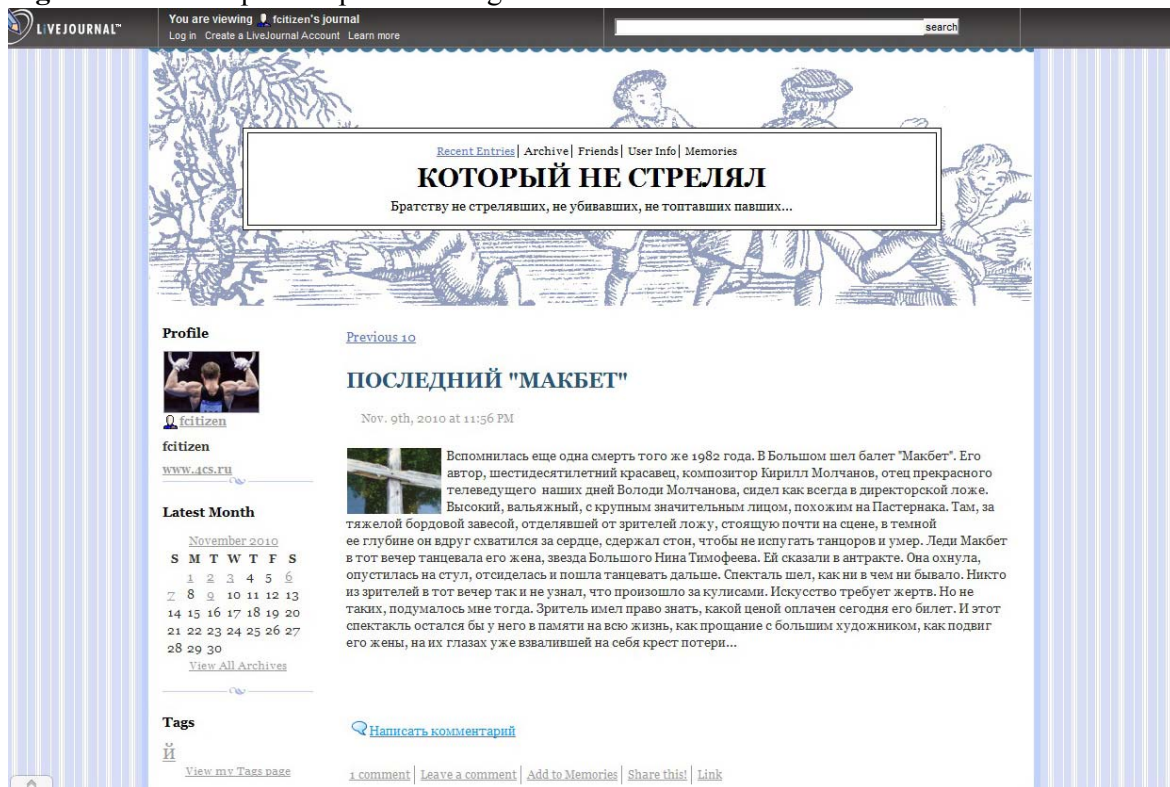 LIVEJOURNAL™
You are viewing fcitizen's journal
Log in Create a LiveJournal Account Learn more
search
Recent Entries| Archive| Friends| User Info| Memories
КОТОРЫЙ НЕ СТРЕЛЯЛ
Братству не стрелявших, не убивавших, не топтавших павших...
Profile
fcitizen
fcitizen
www.4cs.ru
Latest Month
November 2010
S M T W T F S
1 2 3 4 5 6
7 8 9 10 11 12 13
14 15 16 17 18 19 20
21 22 23 24 25 26 27
28 29 30
View All Archives
Tags
й
View my Tags page
Previous 10
ПОСЛЕДНИЙ "МАКБЕТ"
Nov. 9th, 2010 at 11:56 PM
Вспомнилась еще одна смерть того же 1982 года. В Большом шел балет "Макбет". Его
автор, шестидесятилетний красавец, композитор Кирилл Молчанов, отец прекрасного
телеведущего наших дней Володи Молчанова, сидел как всегда в директорской ложе.
Высокий, вальяжный, с крупным значительным лицом, похожим на Пастернака. Там, за
тяжелой бордовой завесой, отделявшей от зрителей ложу, стоящую почти на сцене, в темной
ее глубине он вдруг схватился за сердце, сдержал стон, чтобы не испугать танцоров и умер. Леди Макбет
в тот вечер танцевала его жена, звезда Большого Нина Тимофеева. Ей сказали в антракте. Она охнула,
опустилась на стул, отсиделась и пошла танцевать дальше. Спекталь шел, как ни в чем ни бывало. Никто
из зрителей в тот вечер так и не узнал, что произошло за кулисами. Искусство требует жертв. Но не
таких, подумалось мне тогда. Зритель имел право знать, какой ценой оплачен сегодня его билет. И этот
спектакль остался бы у него в памяти на всю жизнь, как прощание с большим художником, как подвиг
его жены, на их глазах уже взвалившей на себя крест потери...
Написать комментарий
1 comment| Leave a comment| Add to Memories| Share this!| Link